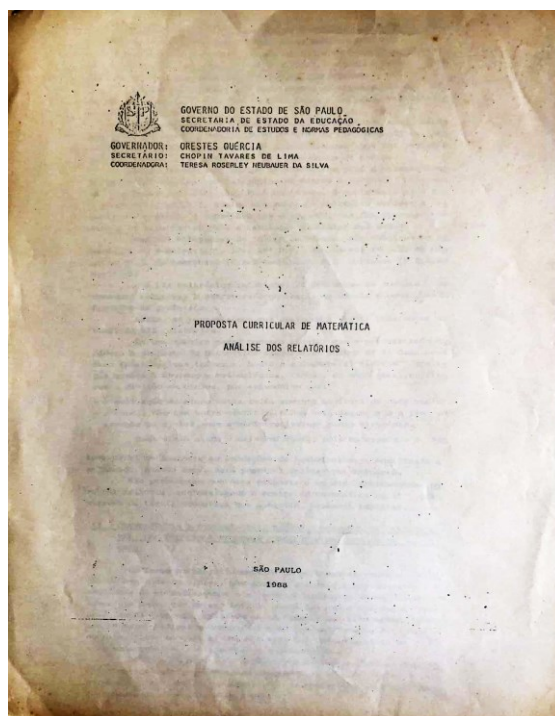 GOVERNO DO ESTADO DE SÃO PAULO
SECRETARIA DE ESTADO DA EDUCAÇÃO
COORDENADORIA DE ESTUDOS E NORMAS PEDAGÓGICAS
GOVERNADOR: ORESTES QUÉRCIA
SECRETÁRIO: CHOPIN TAVARES DE LIMA
COORDENADORA: TERESA ROSERLEY NEUBAUER DA SILVA
PROPOSTA CURRICULAR DE MATEMÁTICA
ANÁLISE DOS RELATÓRIOS
SÃO PAULO
1988